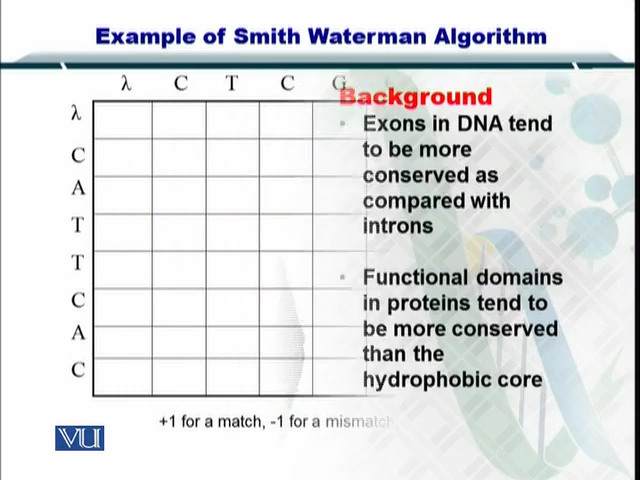 Example of Smith Waterman Algorithm
λ C T C G
λ
C
A
T
T
C
A
C
Background
• Exons in DNA tend
to be more
conserved as
compared with
introns
• Functional domains
in proteins tend to
be more conserved
than the
hydrophobic core
+1 for a match, -1 for a mismatch,
VU